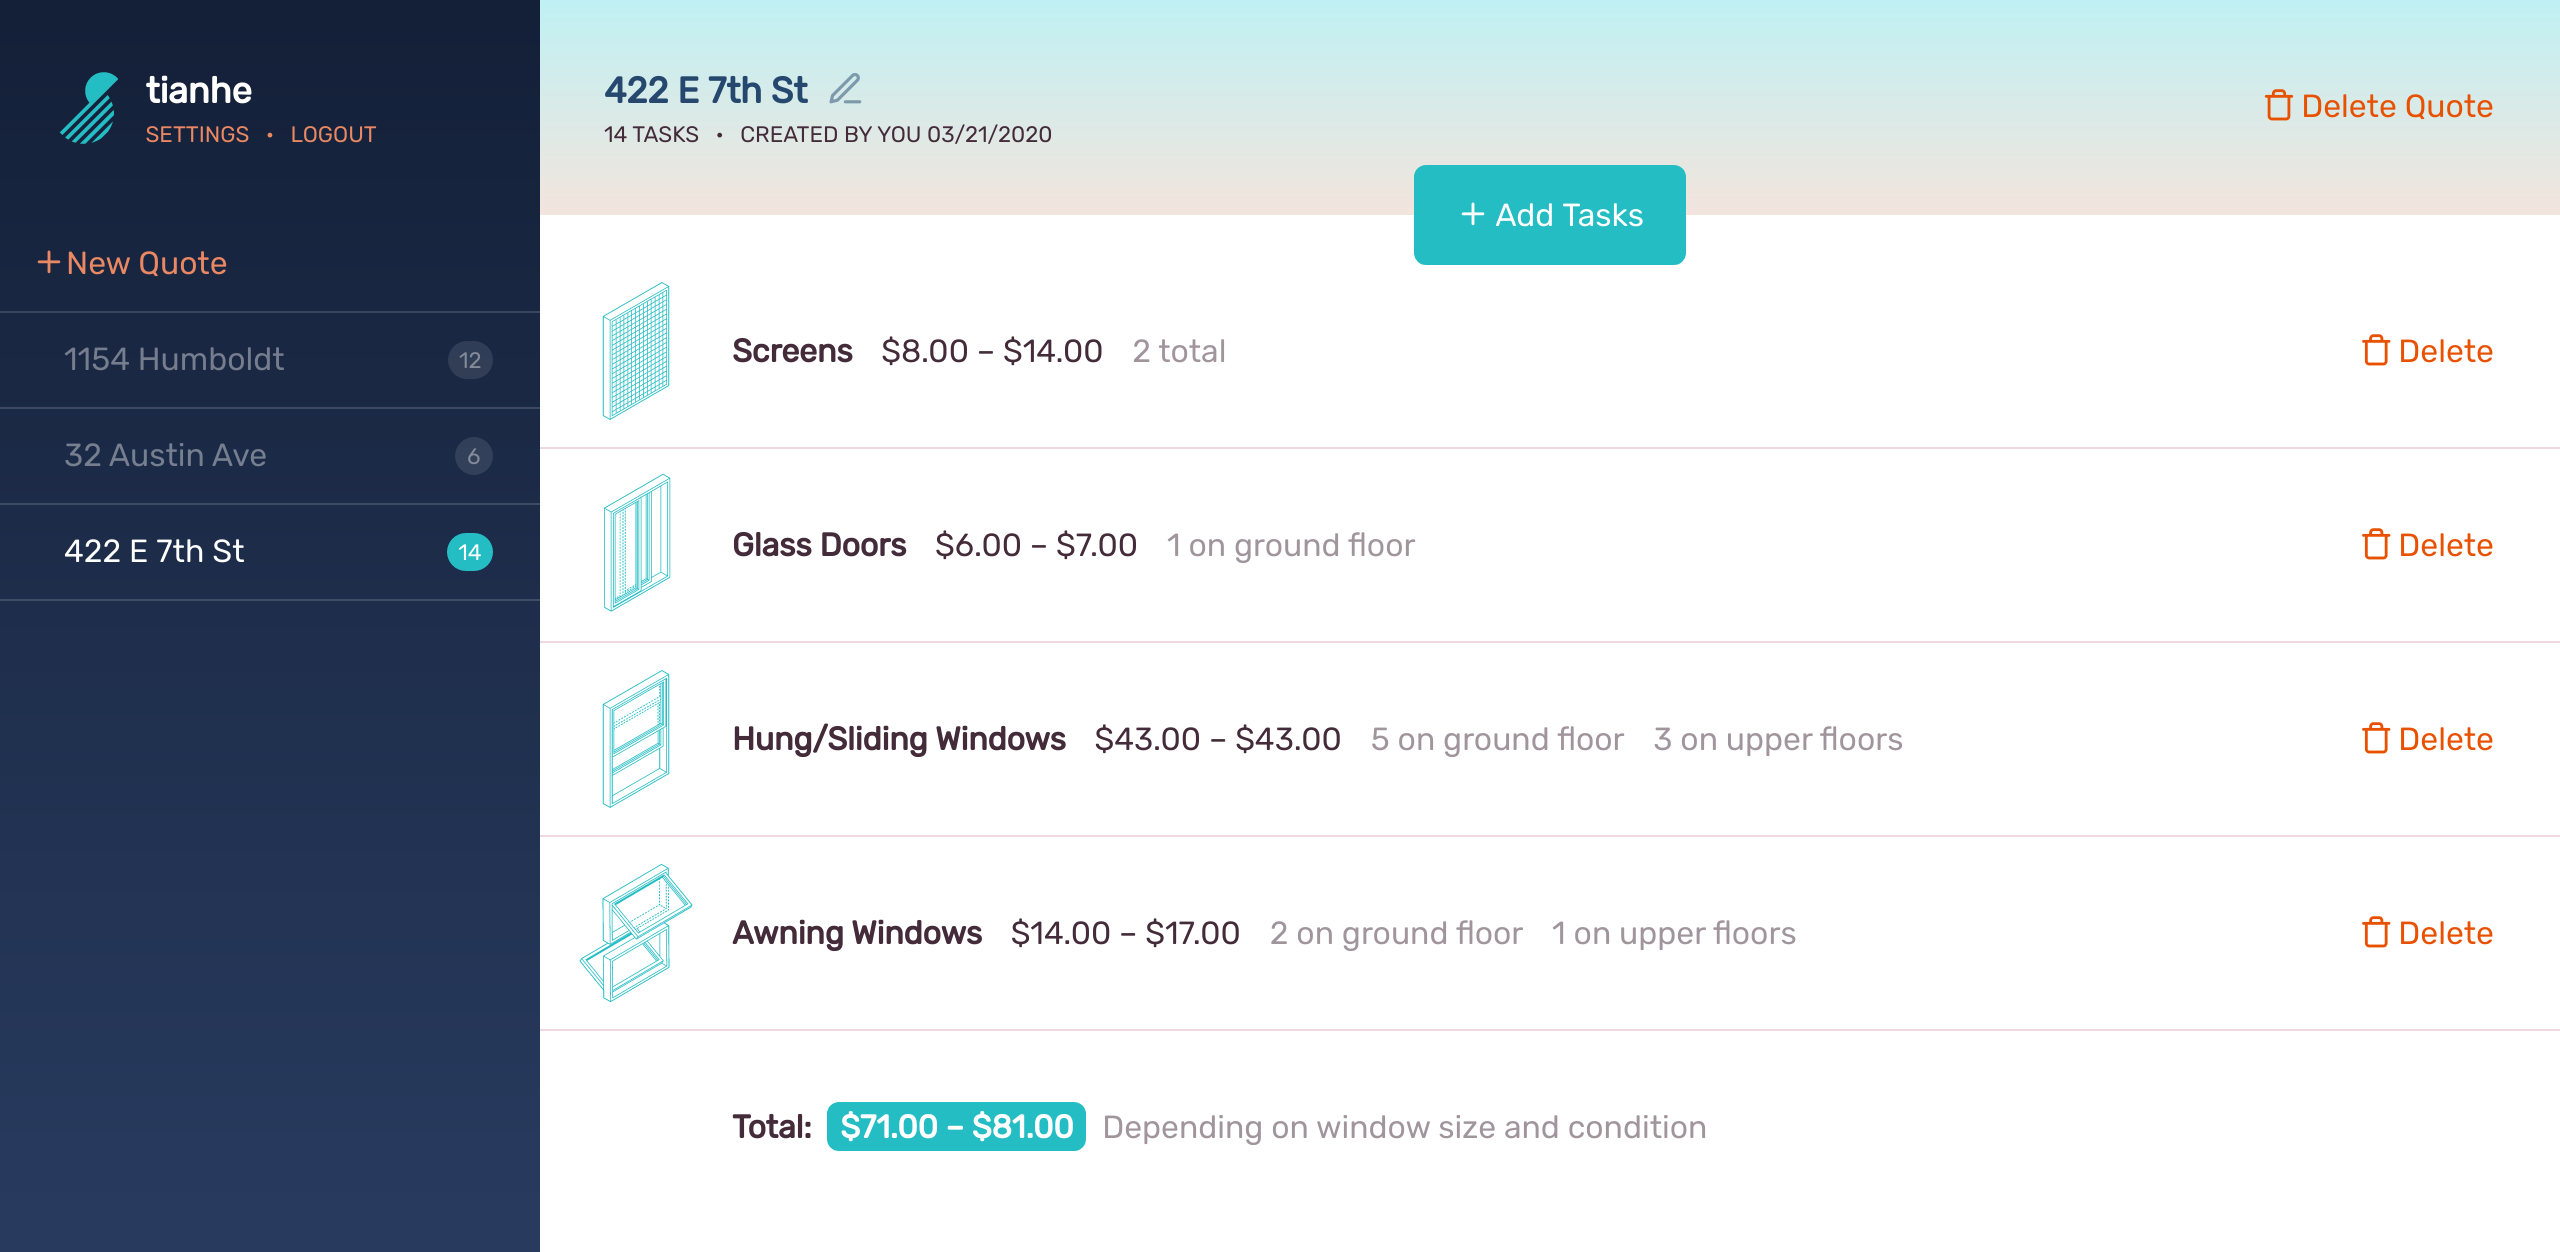 tianhe
SETTINGS • LOGOUT
+ New Quote
1154 Humboldt 12
32 Austin Ave 6
422 E 7th St 14
422 E 7th St
14 TASKS • CREATED BY YOU 03/21/2020
Delete Quote
+ Add Tasks
Screens $8.00 – $14.00 2 total Delete
Glass Doors $6.00 – $7.00 1 on ground floor Delete
Hung/Sliding Windows $43.00 – $43.00 5 on ground floor 3 on upper floors Delete
Awning Windows $14.00 – $17.00 2 on ground floor 1 on upper floors Delete
Total: $71.00 – $81.00 Depending on window size and condition